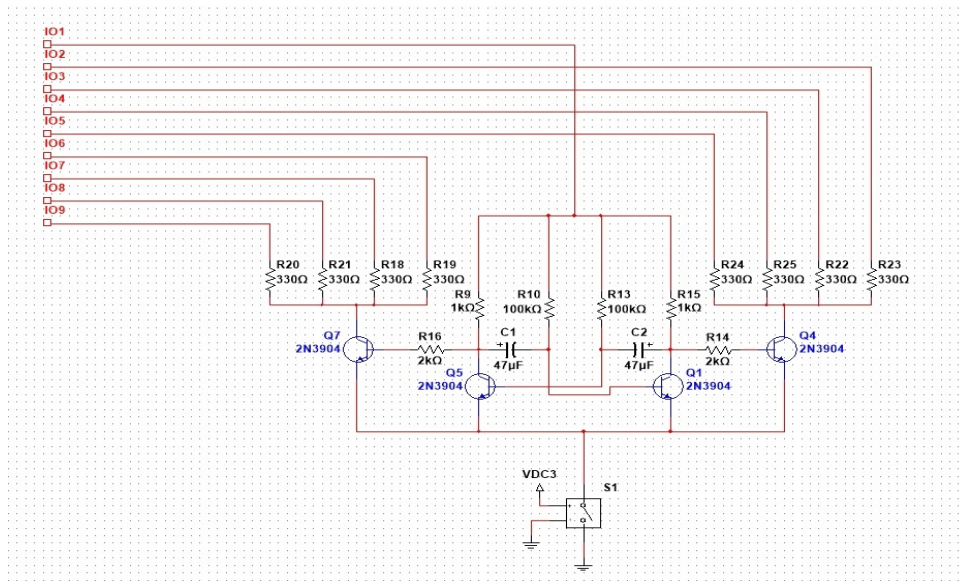 IO1
IO2
IO3
IO4
IO5
IO6
IO7
IO8
IO9
R20
330Ω
R21
330Ω
R18
330Ω
R19
330Ω
R24
330Ω
R25
330Ω
R22
330Ω
R23
330Ω
R9
1kΩ
R10
100kΩ
R13
100kΩ
R15
1kΩ
Q7
2N3904
R16
2kΩ
C1
+
47µF
C2
+
47µF
R14
2kΩ
Q4
2N3904
Q5
2N3904
Q1
2N3904
VDC3
S1